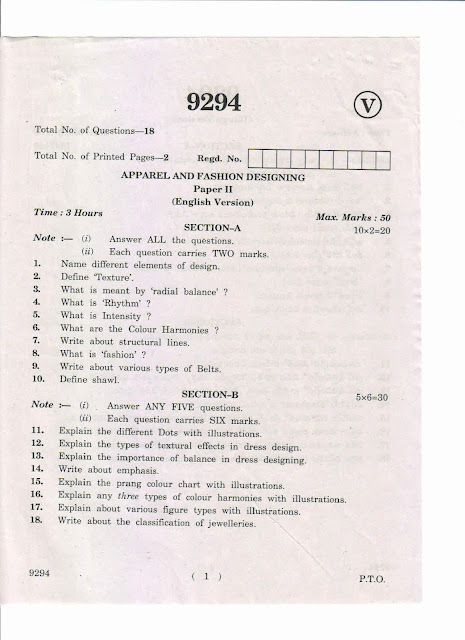 9294
V
Total No. of Questions—18
Total No. of Printed Pages—2 Regd. No.
APPAREL AND FASHION DESIGNING
Paper II
(English Version)
Time : 3 Hours Max. Marks : 50
SECTION–A 10×2=20
Note :— (i) Answer ALL the questions.
(ii) Each question carries TWO marks.
1. Name different elements of design.
2. Define 'Texture'.
3. What is meant by 'radial balance' ?
4. What is 'Rhythm' ?
5. What is Intensity ?
6. What are the Colour Harmonies ?
7. Write about structural lines.
8. What is 'fashion' ?
9. Write about various types of Belts.
10. Define shawl.
SECTION–B 5×6=30
Note :— (i) Answer ANY FIVE questions.
(ii) Each question carries SIX marks.
11. Explain the different Dots with illustrations.
12. Explain the types of textural effects in dress design.
13. Explain the importance of balance in dress designing.
14. Write about emphasis.
15. Explain the prang colour chart with illustrations.
16. Explain any three types of colour harmonies with illustrations.
17. Explain about various figure types with illustrations.
18. Write about the classification of jewelleries.
9294 ( 1 ) P.T.O.